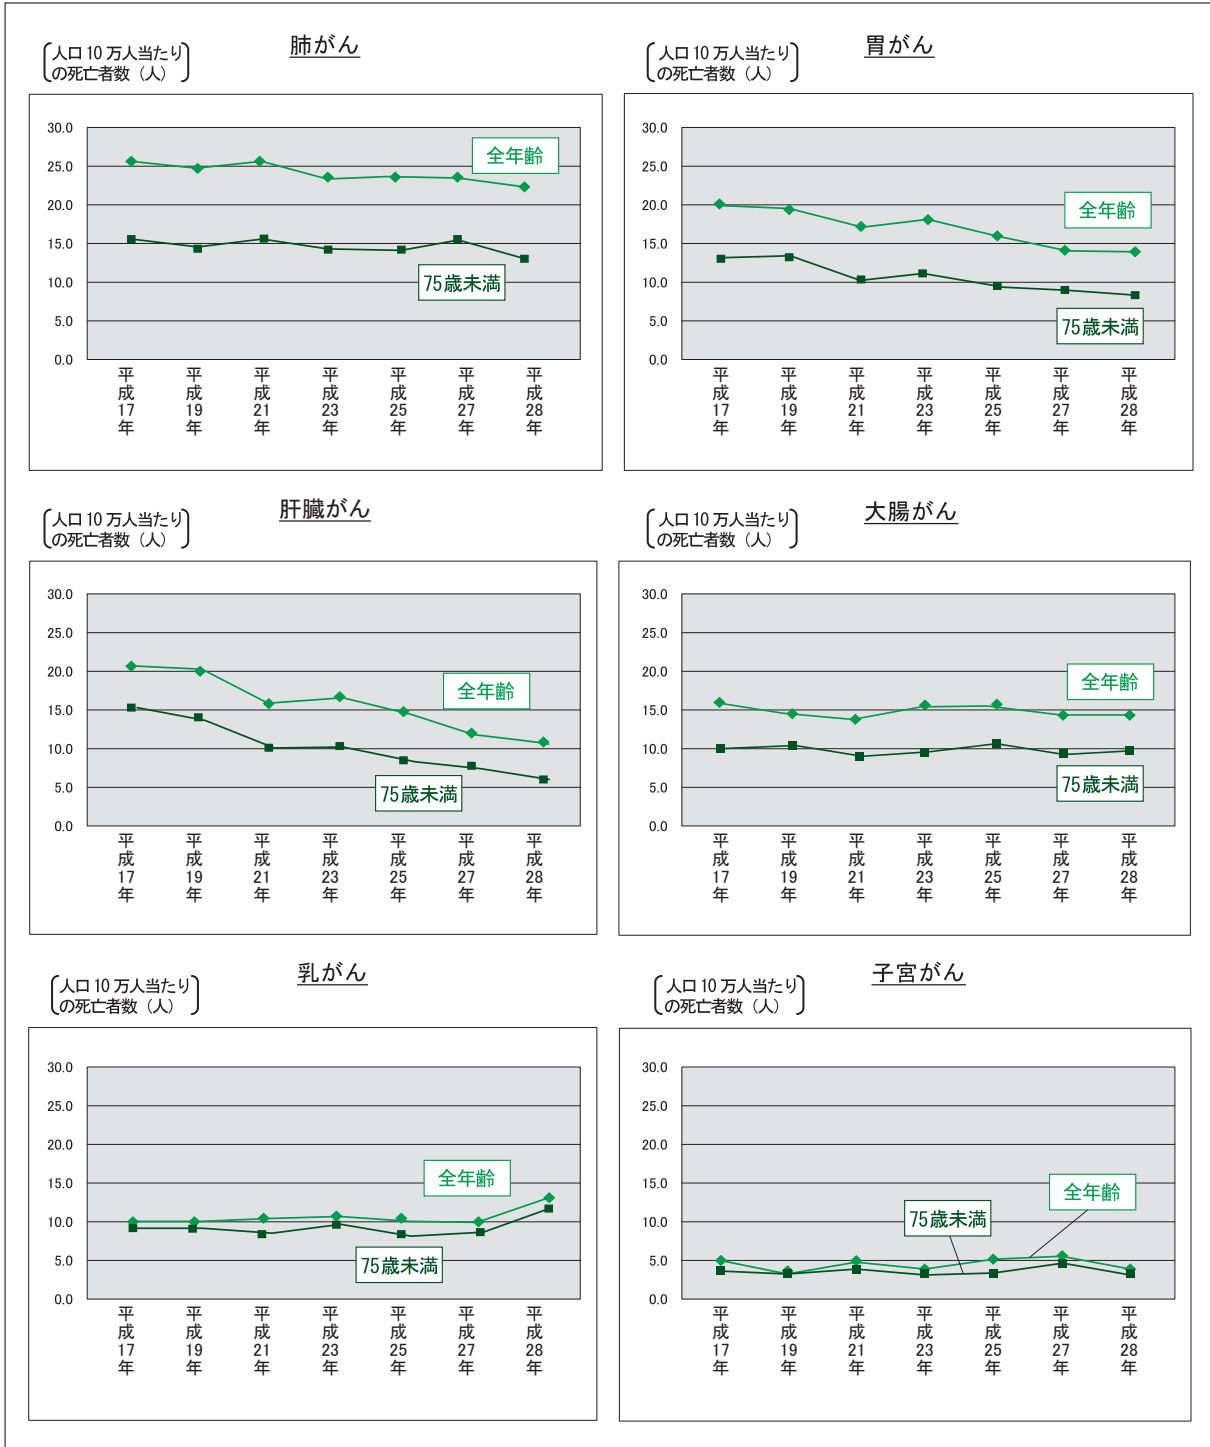 肺がん
人口10万人当たり
の死亡者数（人）
30.0
25.0
20.0
15.0
10.0
5.0
0.0
全年齢
75歳未満
平成17年
平成19年
平成21年
平成23年
平成25年
平成27年
平成28年
胃がん
人口10万人当たり
の死亡者数（人）
30.0
25.0
20.0
15.0
10.0
5.0
0.0
全年齢
75歳未満
平成17年
平成19年
平成21年
平成23年
平成25年
平成27年
平成28年
肝臓がん
人口10万人当たり
の死亡者数（人）
30.0
25.0
20.0
15.0
10.0
5.0
0.0
全年齢
75歳未満
平成17年
平成19年
平成21年
平成23年
平成25年
平成27年
平成28年
大腸がん
人口10万人当たり
の死亡者数（人）
30.0
25.0
20.0
15.0
10.0
5.0
0.0
全年齢
75歳未満
平成17年
平成19年
平成21年
平成23年
平成25年
平成27年
平成28年
乳がん
人口10万人当たり
の死亡者数（人）
30.0
25.0
20.0
15.0
10.0
5.0
0.0
全年齢
75歳未満
平成17年
平成19年
平成21年
平成23年
平成25年
平成27年
平成28年
子宮がん
人口10万人当たり
の死亡者数（人）
30.0
25.0
20.0
15.0
10.0
5.0
0.0
全年齢
75歳未満
平成17年
平成19年
平成21年
平成23年
平成25年
平成27年
平成28年